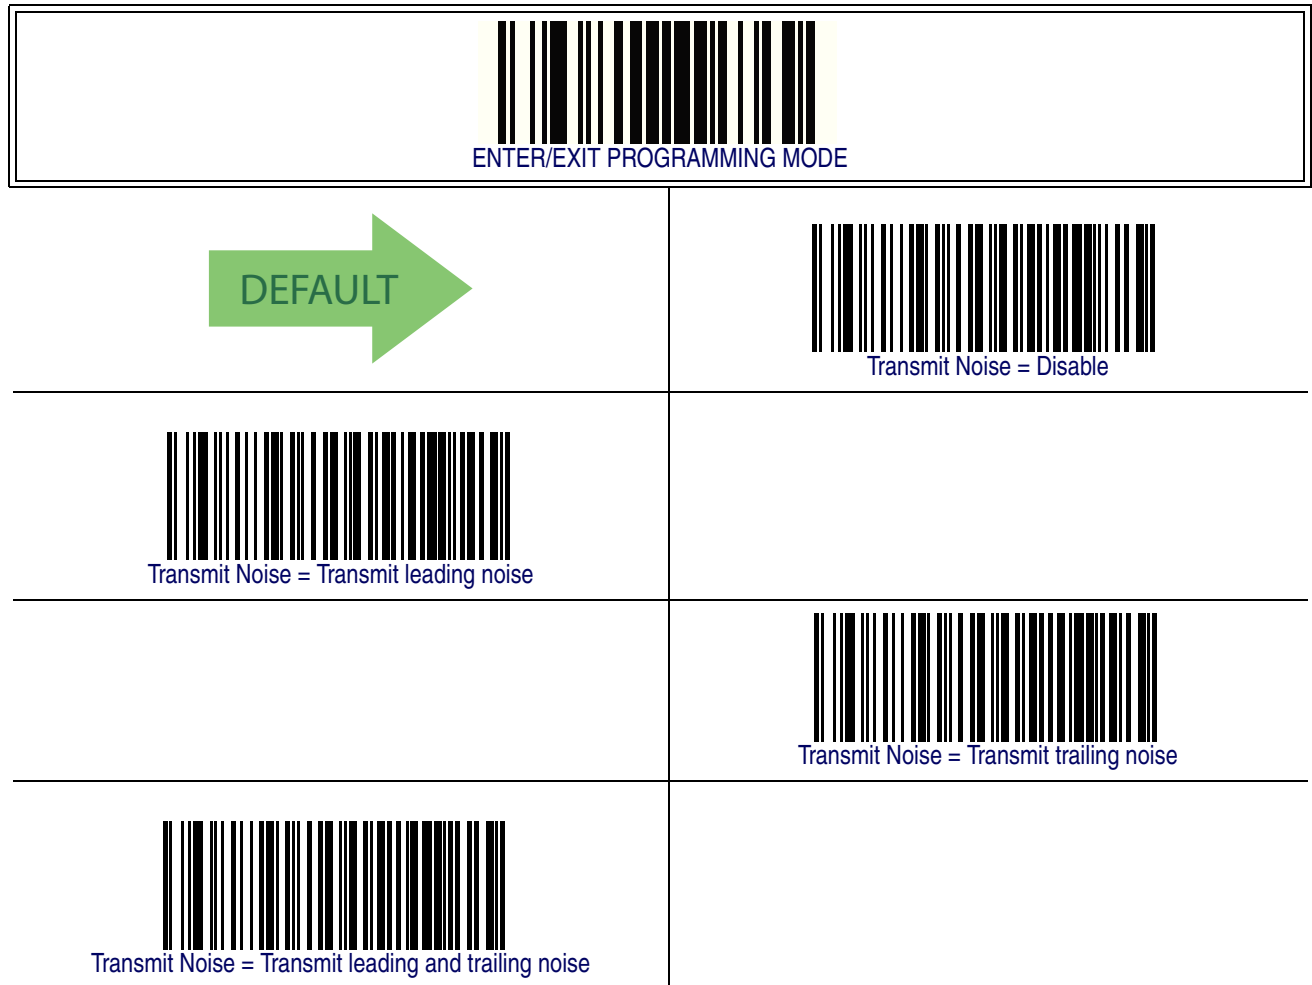 ENTER/EXIT PROGRAMMING MODE
DEFAULT
Transmit Noise = Disable
Transmit Noise = Transmit leading noise
Transmit Noise = Transmit trailing noise
Transmit Noise = Transmit leading and trailing noise